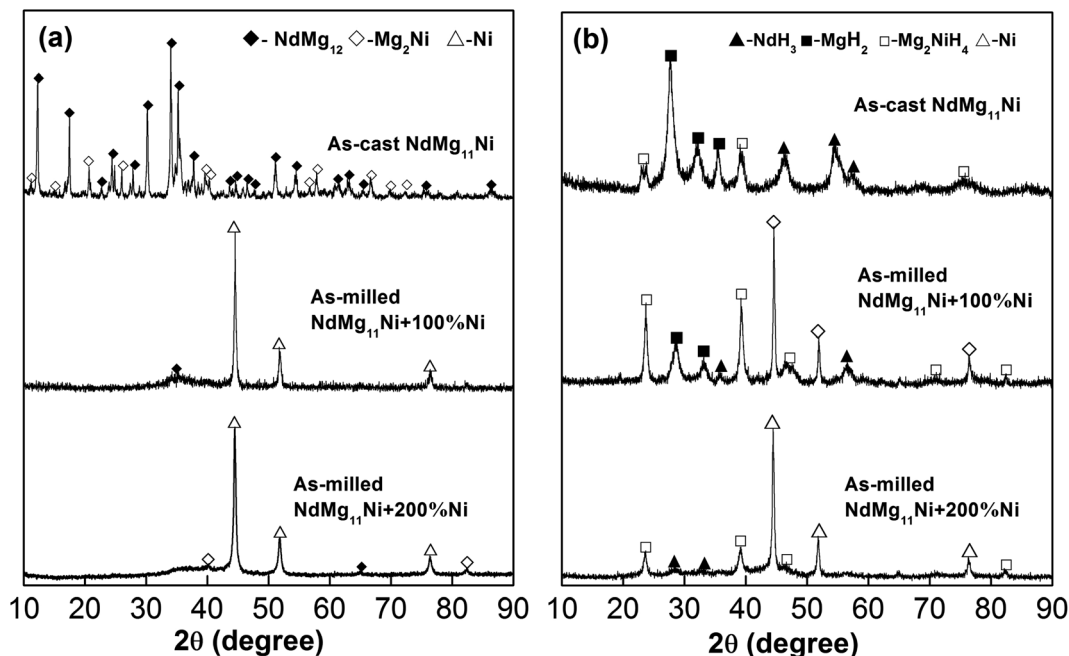 (a)
◆- NdMg₁₂ ◇-Mg₂Ni △-Ni
As-cast NdMg₁₁Ni
As-milled
NdMg₁₁Ni+100%Ni
As-milled
NdMg₁₁Ni+200%Ni
10 20 30 40 50 60 70 80 90
2θ (degree)
(b)
▲-NdH₃ ■-MgH₂ □-Mg₂NiH₄ △-Ni
As-cast NdMg₁₁Ni
As-milled
NdMg₁₁Ni+100%Ni
As-milled
NdMg₁₁Ni+200%Ni
10 20 30 40 50 60 70 80 90
2θ (degree)